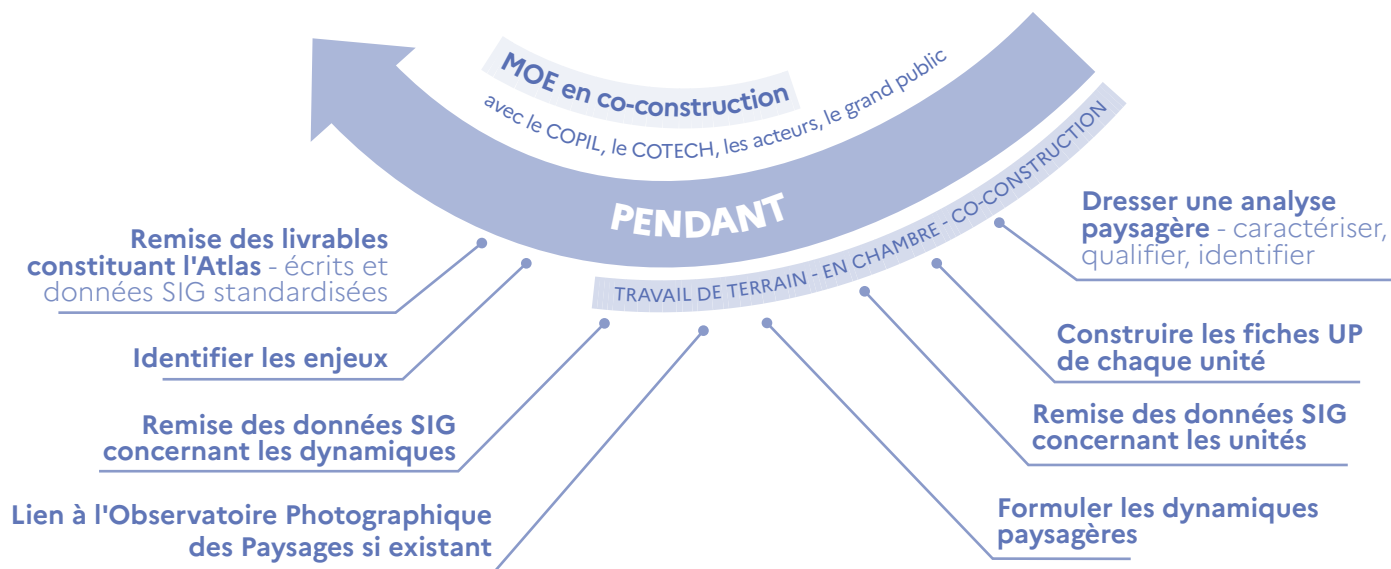 MOE en co-construction
avec le COPIL, le COTECH, les acteurs, le grand public
PENDANT
TRAVAIL DE TERRAIN - EN CHAMBRE - CO-CONSTRUCTION
Dresser une analyse
paysagère - caractériser,
qualifier, identifier
Construire les fiches UP
de chaque unité
Remise des données SIG
concernant les unités
Formuler les dynamiques
paysagères
Lien à l'Observatoire Photographique
des Paysages si existant
Remise des données SIG
concernant les dynamiques
Identifier les enjeux
Remise des livrables
constituant l'Atlas - écrits et
données SIG standardisées